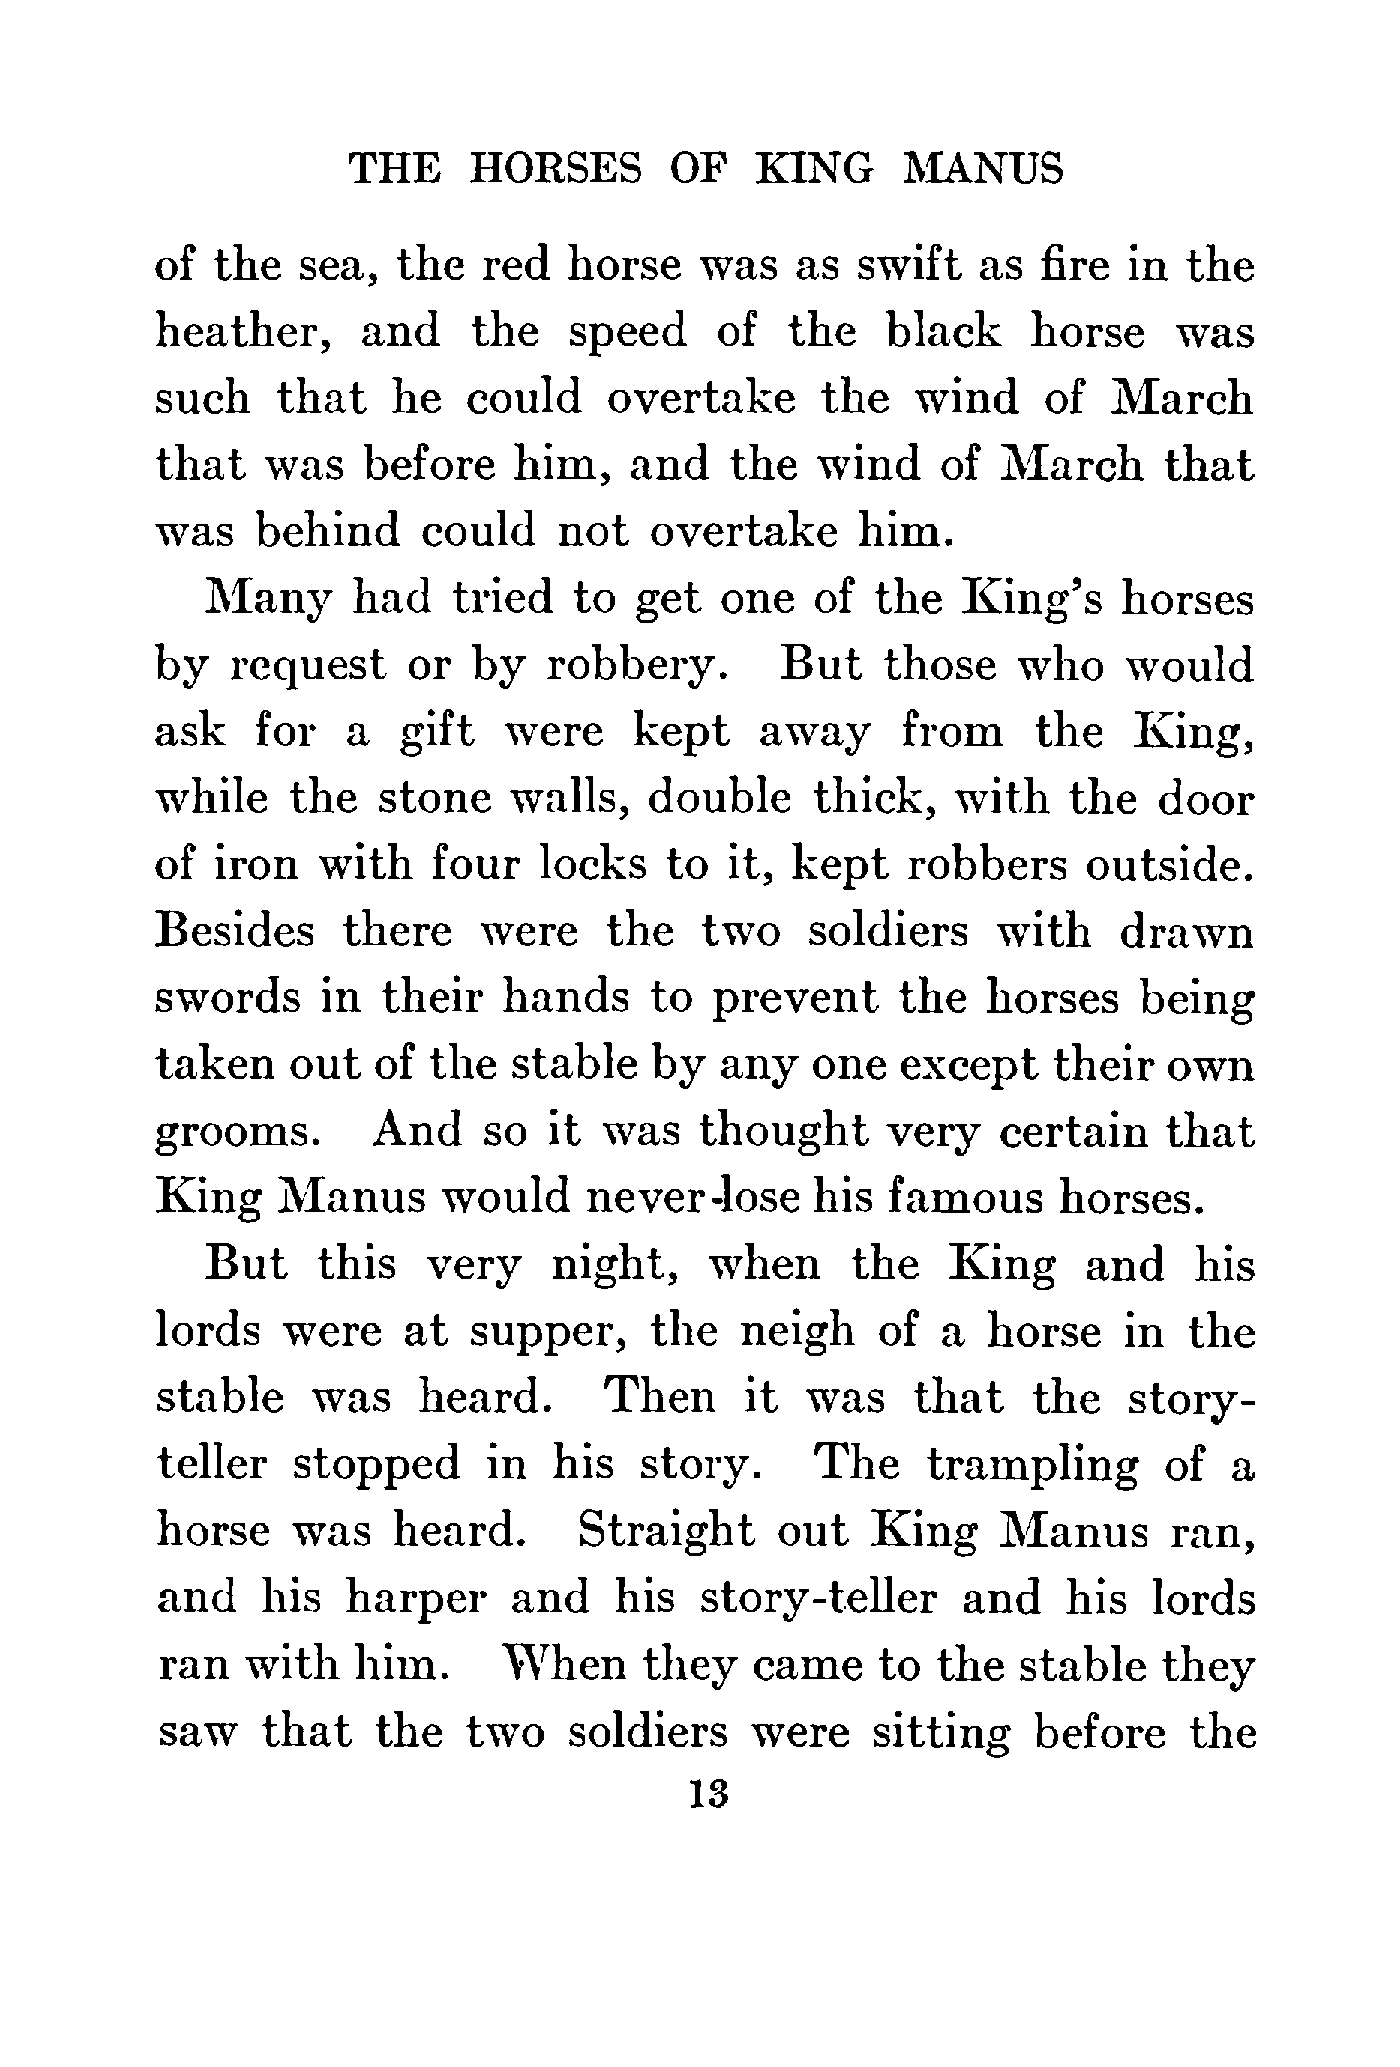 THE HORSES OF KING MANUS
of the sea, the red horse was as swift as fire in the
heather, and the speed of the black horse was
such that he could overtake the wind of March
that was before him, and the wind of March that
was behind could not overtake him.
Many had tried to get one of the King's horses
by request or by robbery. But those who would
ask for a gift were kept away from the King,
while the stone walls, double thick, with the door
of iron with four locks to it, kept robbers outside.
Besides there were the two soldiers with drawn
swords in their hands to prevent the horses being
taken out of the stable by any one except their own
grooms. And so it was thought very certain that
King Manus would never lose his famous horses.
But this very night, when the King and his
lords were at supper, the neigh of a horse in the
stable was heard. Then it was that the story-
teller stopped in his story. The trampling of a
horse was heard. Straight out King Manus ran,
and his harper and his story-teller and his lords
ran with him. When they came to the stable they
saw that the two soldiers were sitting before the
13